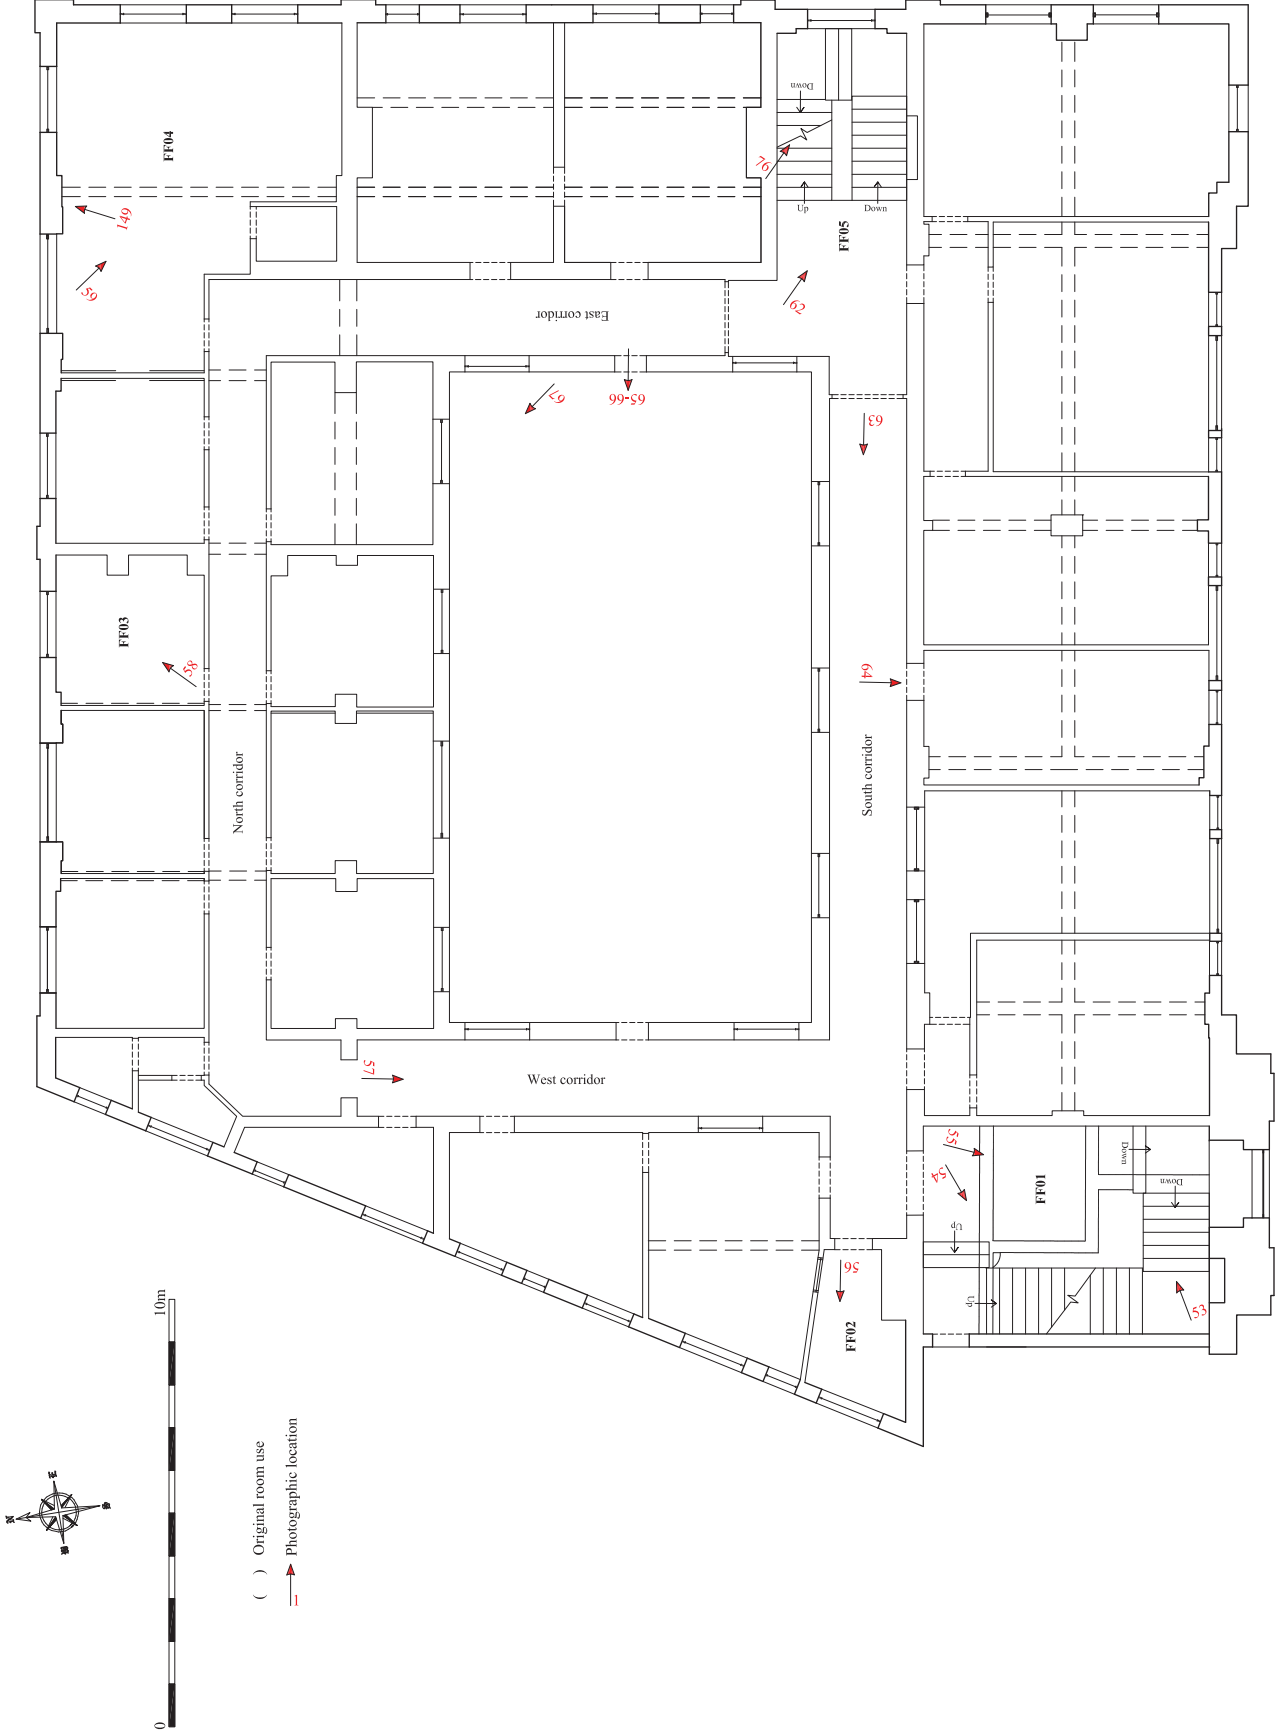 FF04
149
59
Down
76
Up
Down
FF05
62
East corridor
65-66
67
63
FF03
58
64
North corridor
South corridor
57
West corridor
55
54
FF01
Down
Down
Up
Up
56
FF02
53
10m
0
( ) Original room use
1 Photographic location
N
E
S
W